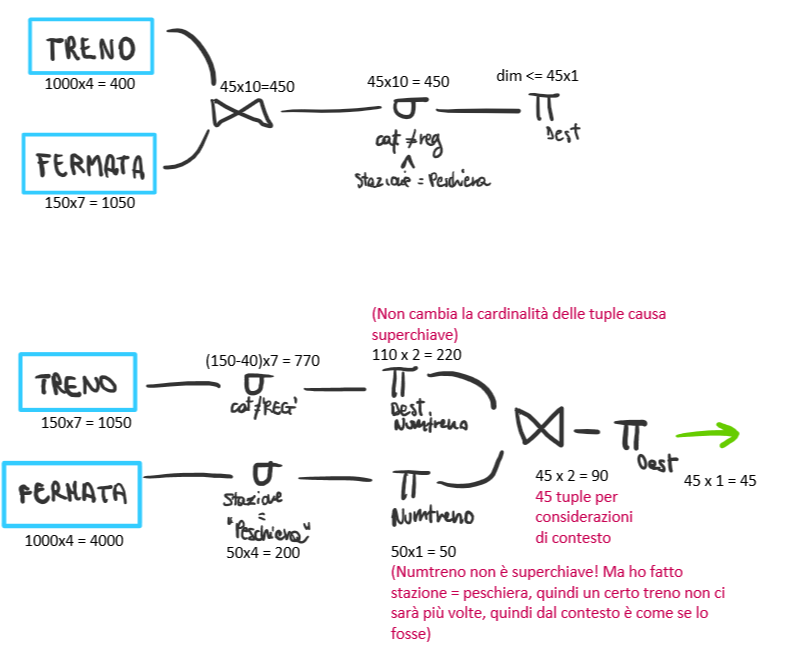 TRENO
1000x4 = 400
FERMATA
150x7 = 1050
45x10=450
45x10 = 450
σ
cat ≠ reg
∧
Stazione = Peschiera
dim <= 45x1
π
Dest
(Non cambia la cardinalità delle tuple causa
superchiave)
110 x 2 = 220
TRENO
150x7 = 1050
(150-40)x7 = 770
σ
cat ≠ 'REG'
π
Dest
Numtreno
FERMATA
1000x4 = 4000
σ
Stazione
=
"Peschiera"
50x4 = 200
π
Numtreno
50x1 = 50
(Numtreno non è superchiave! Ma ho fatto
stazione = peschiera, quindi un certo treno non ci
sarà più volte, quindi dal contesto è come se lo
fosse)
45 x 2 = 90
45 tuple per
considerazioni
di contesto
π
Dest
45 x 1 = 45